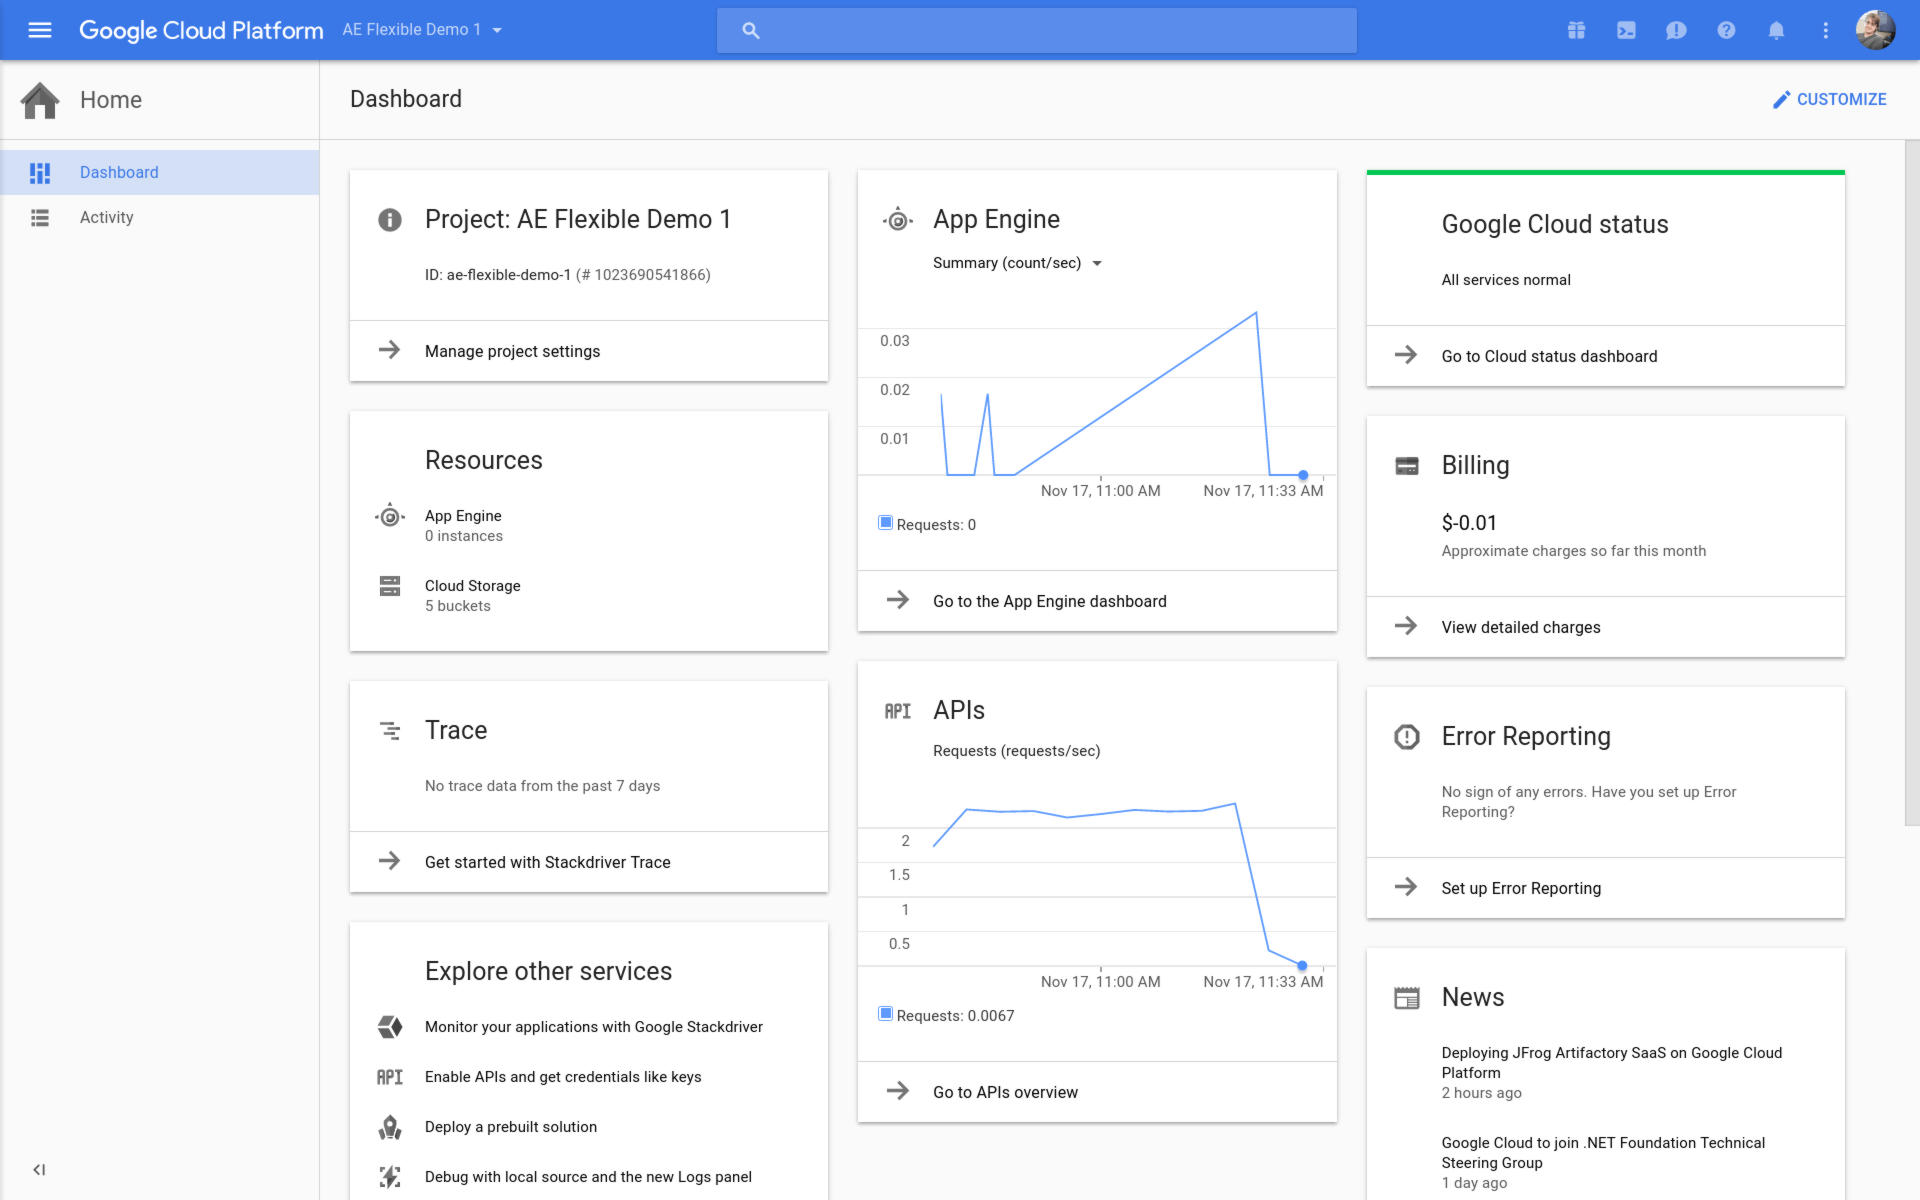 Google Cloud Platform
AE Flexible Demo 1
Home
Dashboard
CUSTOMIZE
Dashboard
Activity
Project: AE Flexible Demo 1
ID: ae-flexible-demo-1 (# 1023690541866)
Manage project settings
Resources
App Engine
0 instances
Cloud Storage
5 buckets
Trace
No trace data from the past 7 days
Get started with Stackdriver Trace
Explore other services
Monitor your applications with Google Stackdriver
API
Enable APIs and get credentials like keys
Deploy a prebuilt solution
Debug with local source and the new Logs panel
App Engine
Summary (count/sec)
0.03
0.02
0.01
Nov 17, 11:00 AM
Nov 17, 11:33 AM
Requests: 0
Go to the App Engine dashboard
API
APIs
Requests (requests/sec)
2
1.5
1
0.5
Nov 17, 11:00 AM
Nov 17, 11:33 AM
Requests: 0.0067
Go to APIs overview
Google Cloud status
All services normal
Go to Cloud status dashboard
Billing
$-0.01
Approximate charges so far this month
View detailed charges
Error Reporting
No sign of any errors. Have you set up Error
Reporting?
Set up Error Reporting
News
Deploying JFrog Artifactory SaaS on Google Cloud
Platform
2 hours ago
Google Cloud to join .NET Foundation Technical
Steering Group
1 day ago